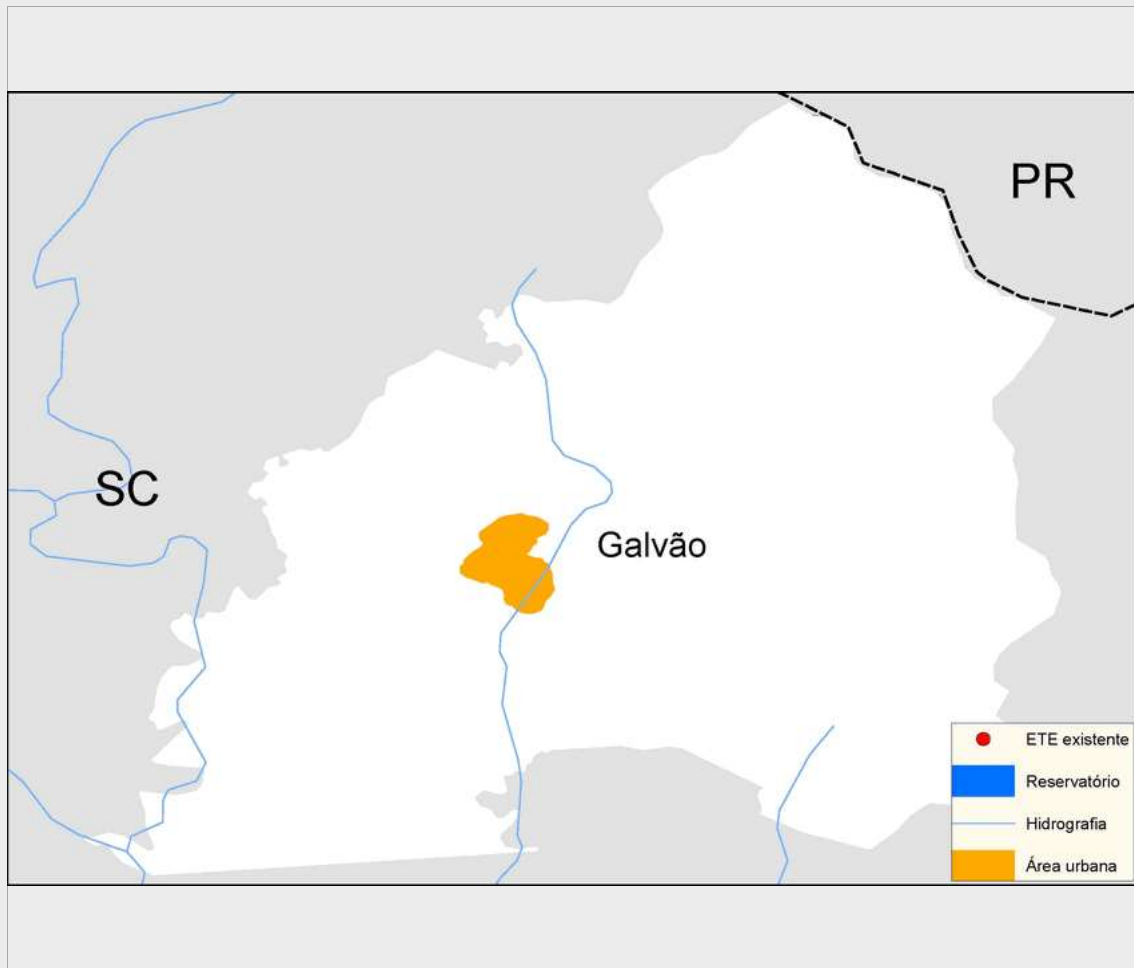 PR
SC
Galvão
ETE existente
Reservatório
Hidrografia
Área urbana